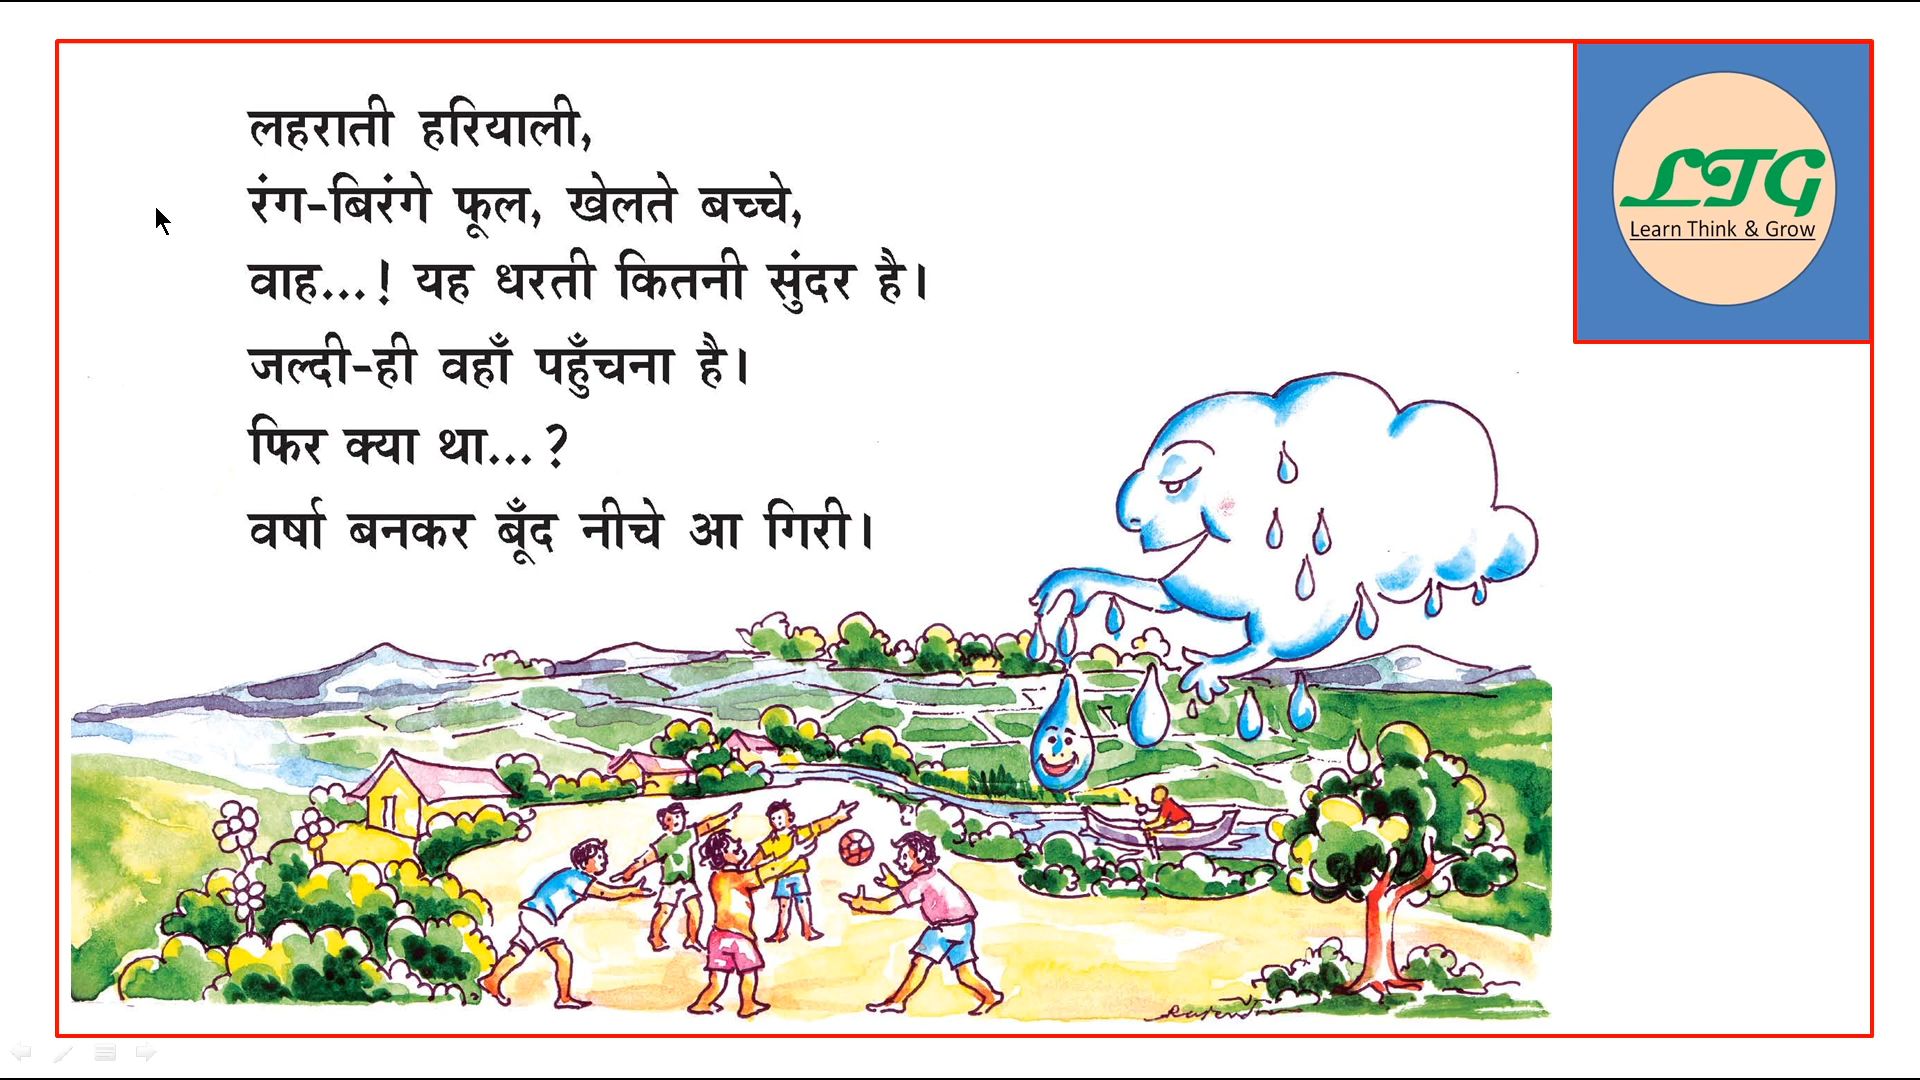 लहराती हरियाली,
रंग-बिरंगे फूल, खेलते बच्चे,
वाह...! यह धरती कितनी सुंदर है।
जल्दी-ही वहाँ पहुँचना है।
फिर क्या था...?
वर्षा बनकर बूँद नीचे आ गिरी।
LTG
Learn Think & Grow